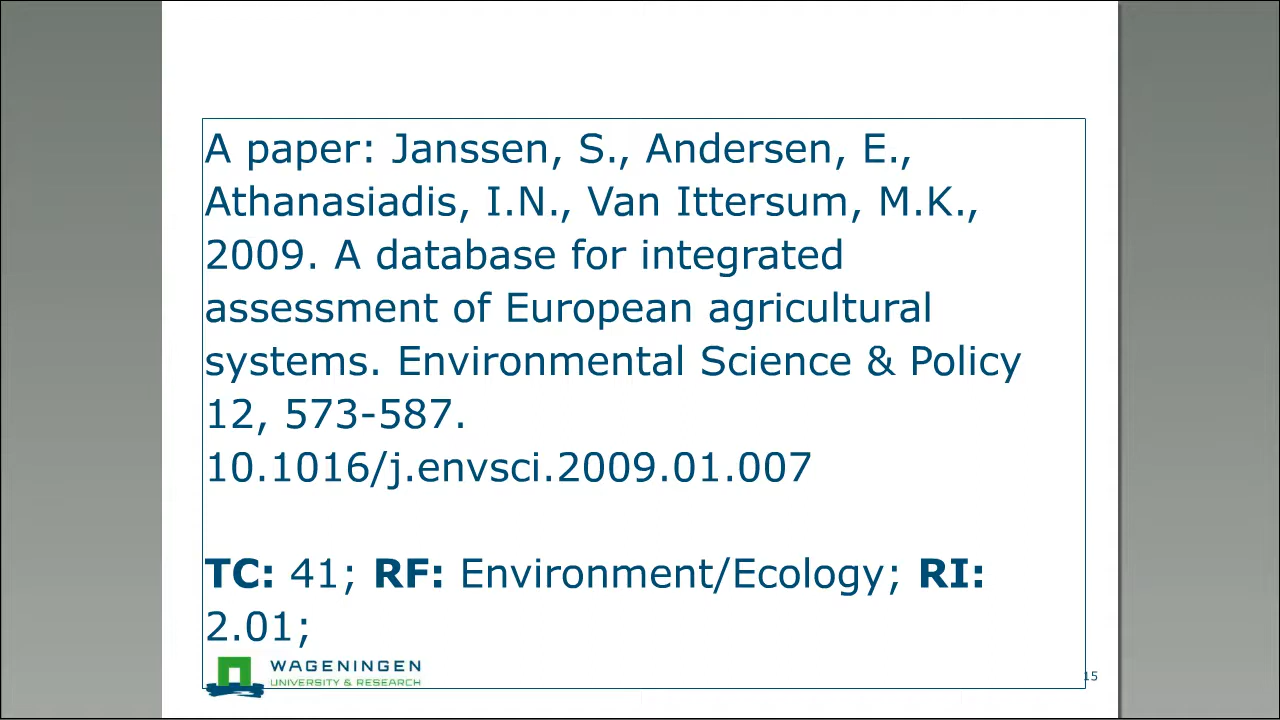 A paper: Janssen, S., Andersen, E.,
Athanasiadis, I.N., Van Ittersum, M.K.,
2009. A database for integrated
assessment of European agricultural
systems. Environmental Science & Policy
12, 573-587.
10.1016/j.envsci.2009.01.007
TC: 41; RF: Environment/Ecology; RI:
2.01;
WAGENINGEN
UNIVERSITY & RESEARCH
15